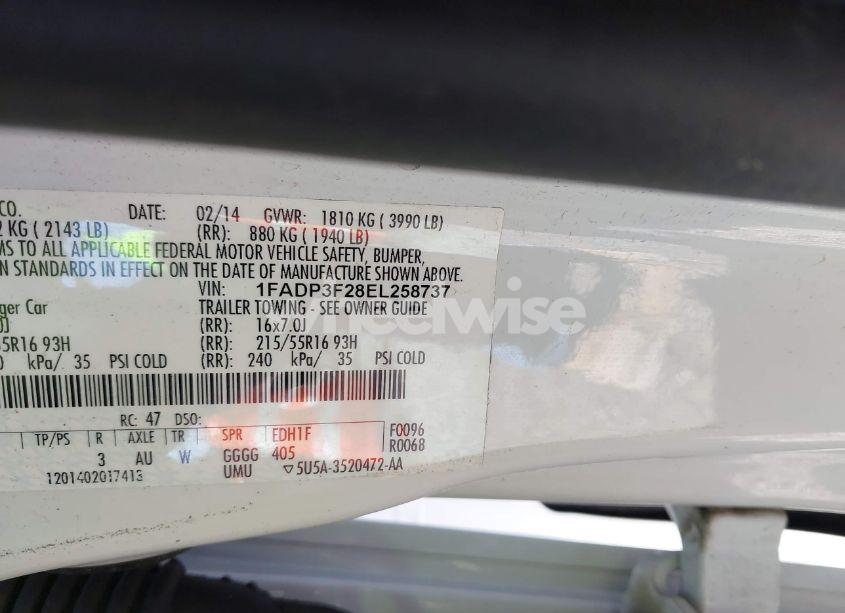 CO. DATE: 02/14 GVWR: 1810 KG ( 3990 LB)
2 KG ( 2143 LB) (RR): 880 KG ( 1940 LB)
MS TO ALL APPLICABLE FEDERAL MOTOR VEHICLE SAFETY, BUMPER,
N STANDARDS IN EFFECT ON THE DATE OF MANUFACTURE SHOWN ABOVE.
VIN: 1FADP3F28EL258737
ger Car TRAILER TOWING - SEE OWNER GUIDE
0J (RR): 16x7.0J
55R16 93H (RR): 215/55R16 93H
0 kPa/ 35 PSI COLD (RR): 240 kPa/ 35 PSI COLD
RC: 47 DSO:
TP/PS R AXLE TR SPR EDH1F F0096
3 AU W GGGG 405 R0068
1201402017413 UMU ▽5U5A-3520472-AA
wheelwise